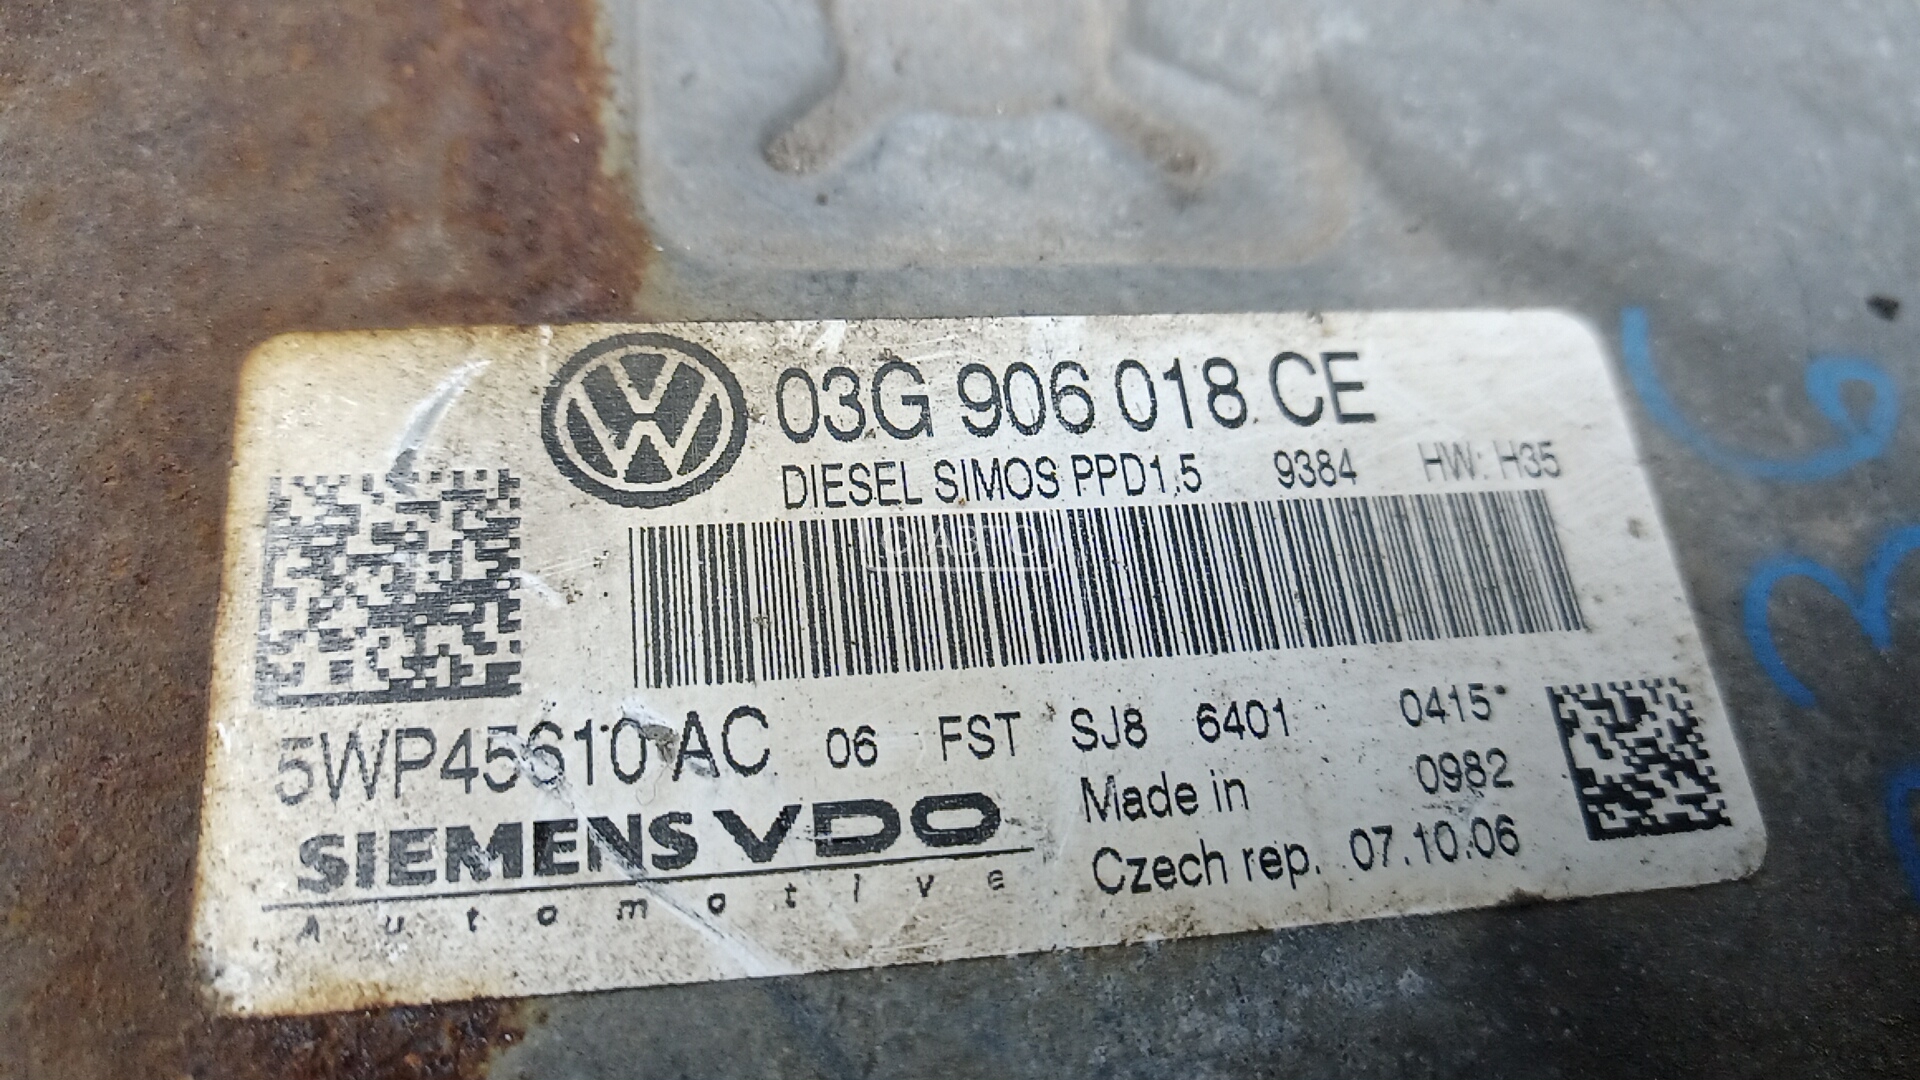 03G 906 018 CE
DIESEL SIMOS PPD1.5 9384 HW: H35
5WP45610 AC 06 FST SJ8 6401 0415
Made in 0982
Czech rep. 07.10.06
SIEMENS VDO
Automotive